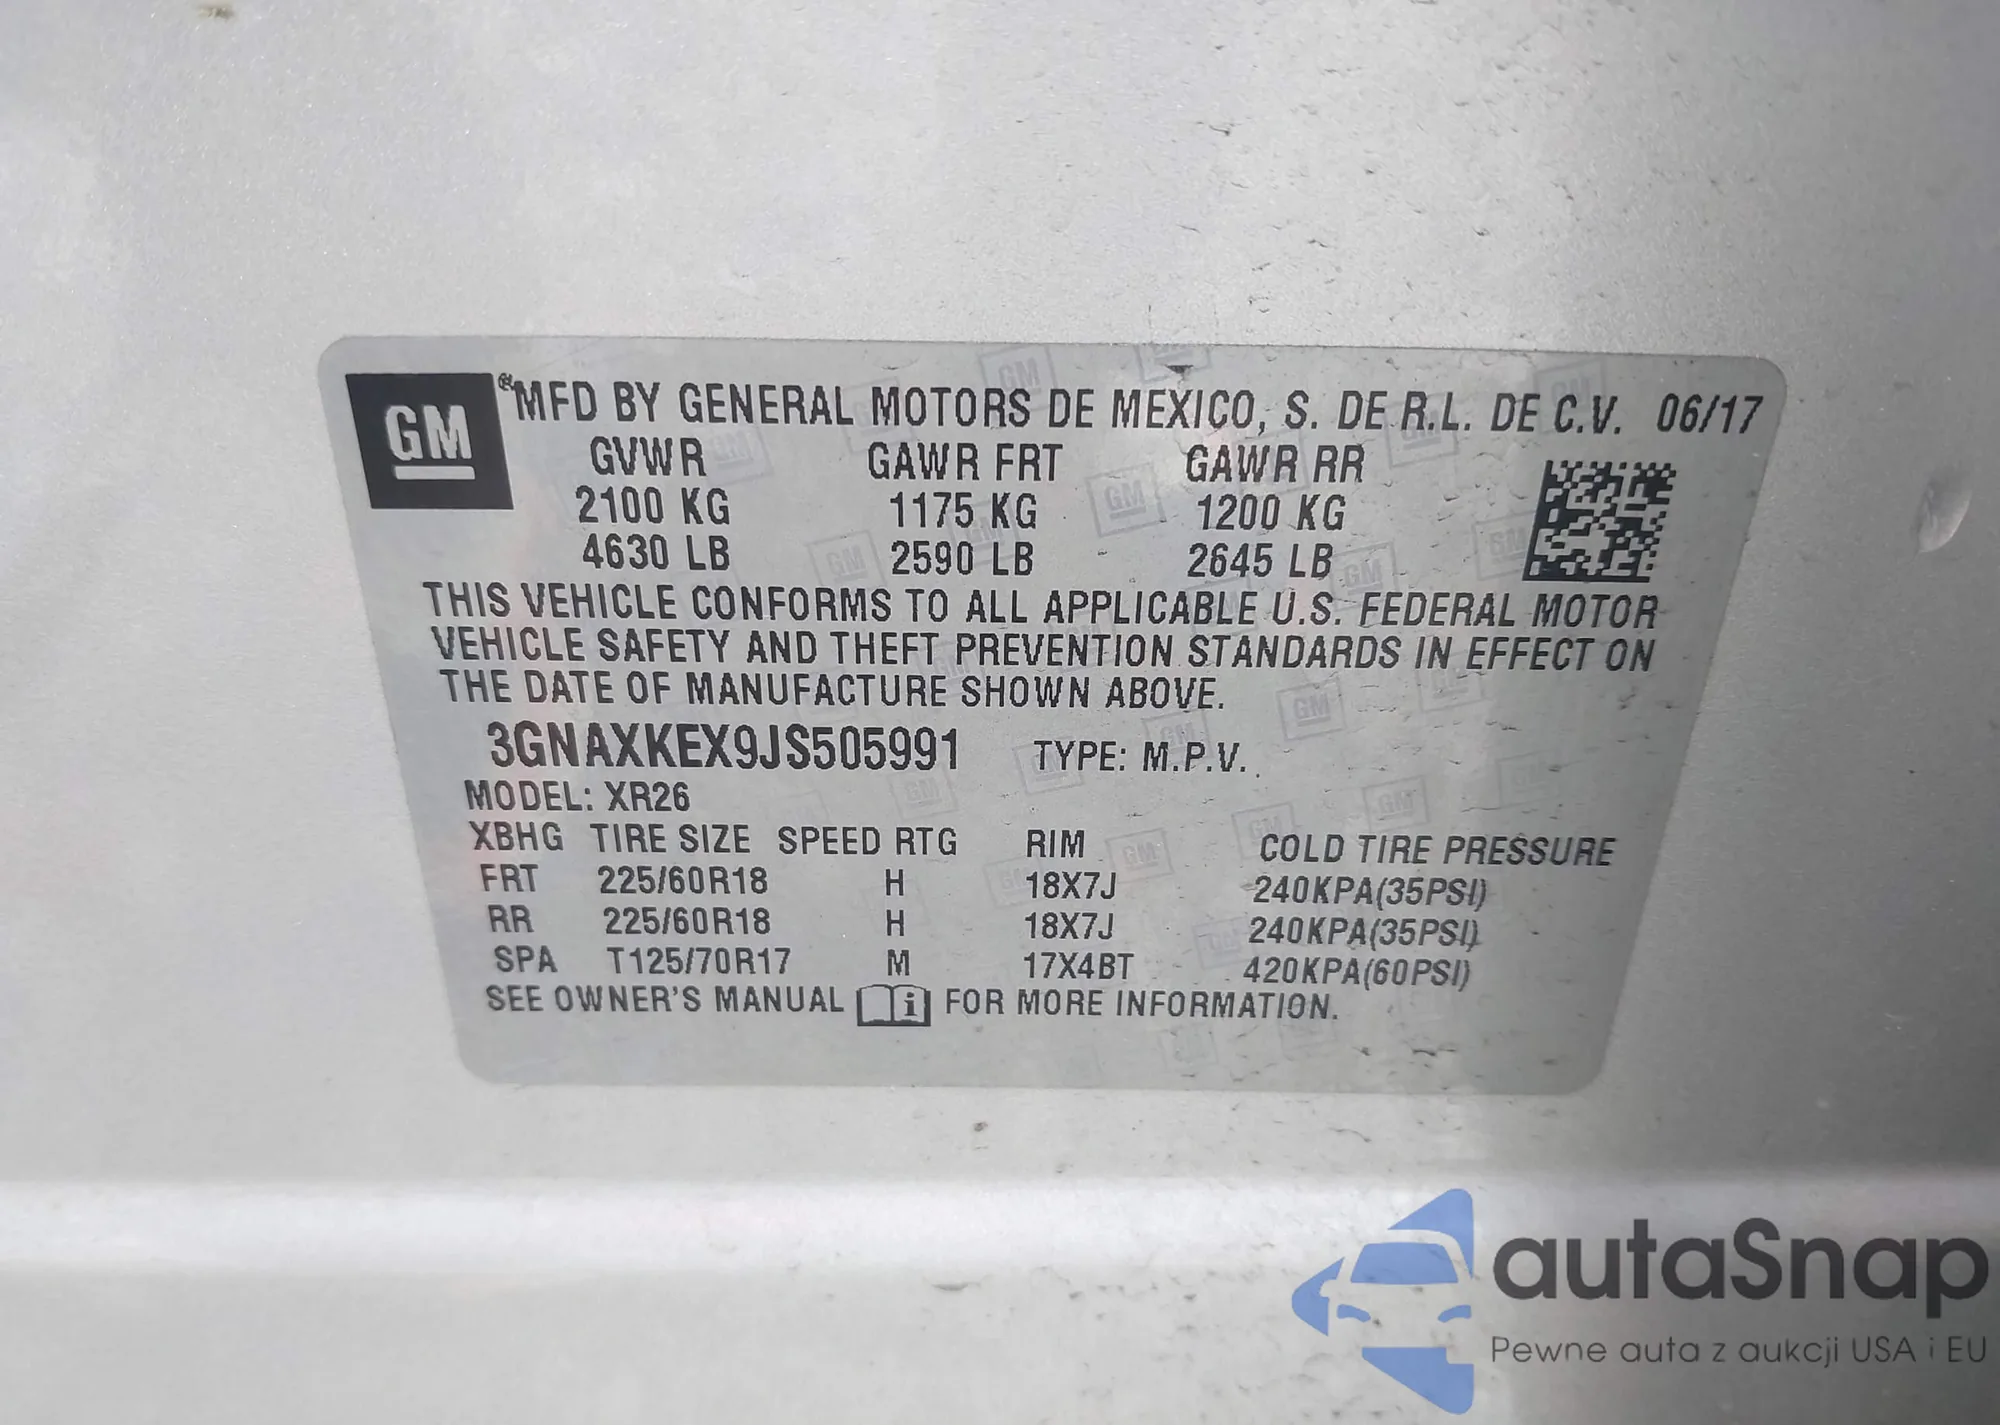 GM
®MFD BY GENERAL MOTORS DE MEXICO, S. DE R.L. DE C.V. 06/17
GVWR GAWR FRT GAWR RR
2100 KG 1175 KG 1200 KG
4630 LB 2590 LB 2645 LB
THIS VEHICLE CONFORMS TO ALL APPLICABLE U.S. FEDERAL MOTOR
VEHICLE SAFETY AND THEFT PREVENTION STANDARDS IN EFFECT ON
THE DATE OF MANUFACTURE SHOWN ABOVE.
3GNAXKEX9JS505991 TYPE: M.P.V.
MODEL: XR26
XBHG TIRE SIZE SPEED RTG RIM COLD TIRE PRESSURE
FRT 225/60R18 H 18X7J 240KPA(35PSI)
RR 225/60R18 H 18X7J 240KPA(35PSI)
SPA T125/70R17 M 17X4BT 420KPA(60PSI)
SEE OWNER'S MANUAL i FOR MORE INFORMATION.
autaSnap
Pewne auta z aukcji USA i EU